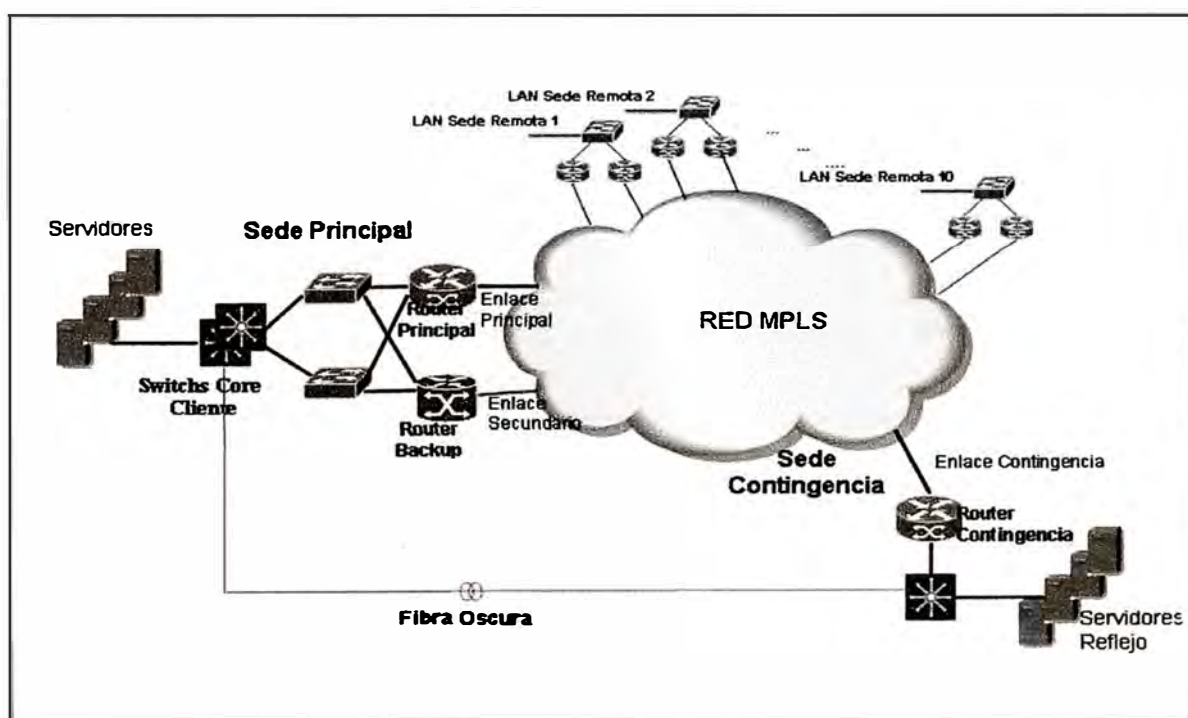 LAN Sede Remota 2
LAN Sede Remota 1
...
...
....
LAN Sede Remota 10
Servidores
Sede Principal
Router
Principal
Enlace
Principal
RED MPLS
Switchs Core
Cliente
Router
Backup
Enlace
Secundario
Sede
Contingencia
Enlace Contingencia
Router
Contingencia
Fibra Oscura
Servidores
Reflejo